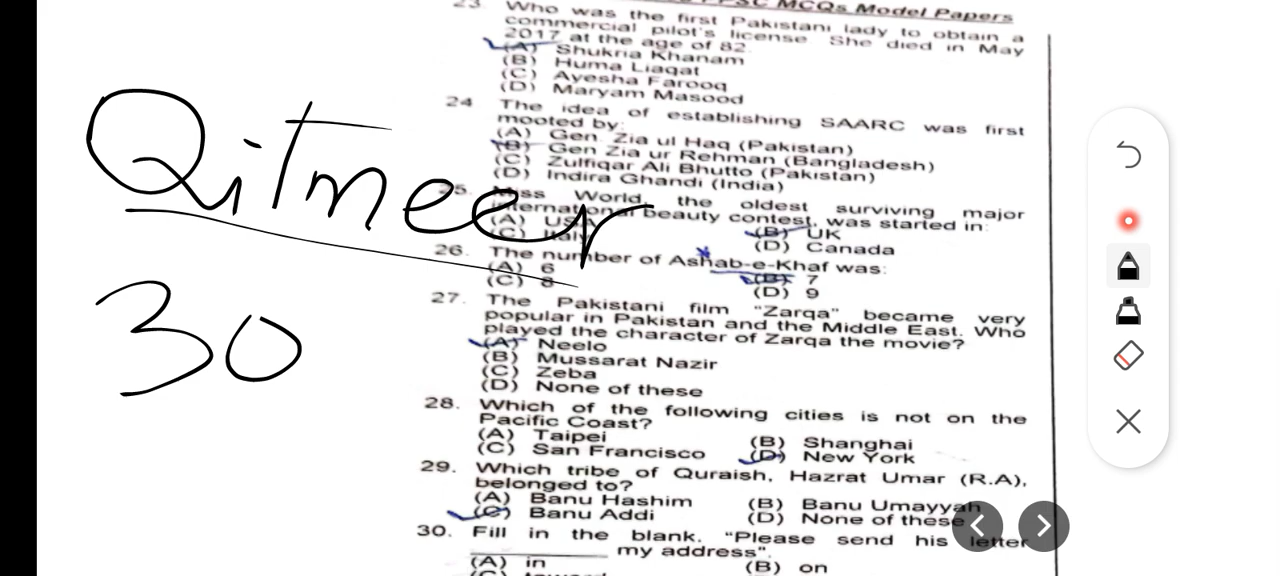 MCQs Model Papers
23 Who was the first Pakistani lady to obtain a
commercial pilot's license She died in May
2017 at the age of 82
(A) Shukria Khanam
(B) Huma Liaqat
(C) Ayesha Farooq
(D) Maryam Masood
24 The idea of establishing SAARC was first
mooted by:
(A) Gen. Zia ul Haq (Pakistan)
(B) Gen Zia ur Rehman (Bangladesh)
(C) Zulfiqar Ali Bhutto (Pakistan)
(D) Indira Ghandi (India)
Qitmeer
30
25. Miss World, the oldest surviving major
international beauty contest, was started in:
(A) US (B) UK
(C) Italy (D) Canada
26. The number of Ashab-e-Khaf was:
(A) 6 (B) 7
(C) 8 (D) 9
27. The Pakistani film "Zarqa" became very
popular in Pakistan and the Middle East. Who
played the character of Zarqa the movie?
(A) Neelo
(B) Mussarat Nazir
(C) Zeba
(D) None of these
28. Which of the following cities is not on the
Pacific Coast?
(A) Taipei (B) Shanghai
(C) San Francisco (D) New York
29. Which tribe of Quraish, Hazrat Umar (R.A),
belonged to?
(A) Banu Hashim (B) Banu Umayyah
(C) Banu Addi (D) None of these
30. Fill in the blank. "Please send his letter
my address".
(A) in (B) on